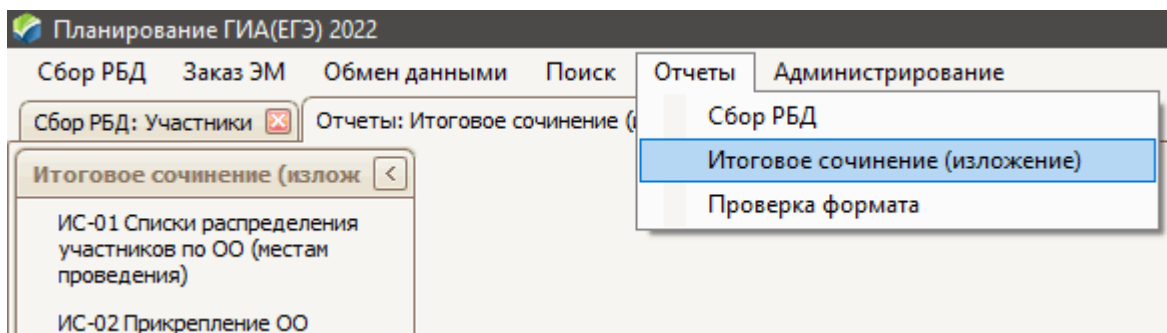 Планирование ГИА(ЕГЭ) 2022
Сбор РБД Заказ ЭМ Обмен данными Поиск Отчеты Администрирование
Сбор РБД: Участники Отчеты: Итоговое сочинение (
Сбор РБД
Итоговое сочинение (изложение)
Проверка формата
Итоговое сочинение (излож
ИС-01 Списки распределения
участников по ОО (местам
проведения)
ИС-02 Прикрепление ОО